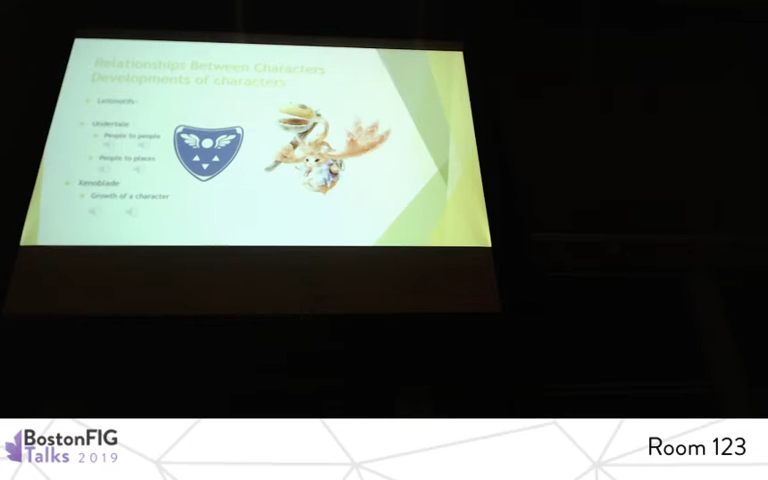 Relationships Between Characters
Developments of characters
Leitmotifs
Undertale
People to people
People to places
Xenoblade
Growth of a character
BostonFIG
Talks 2019
Room 123